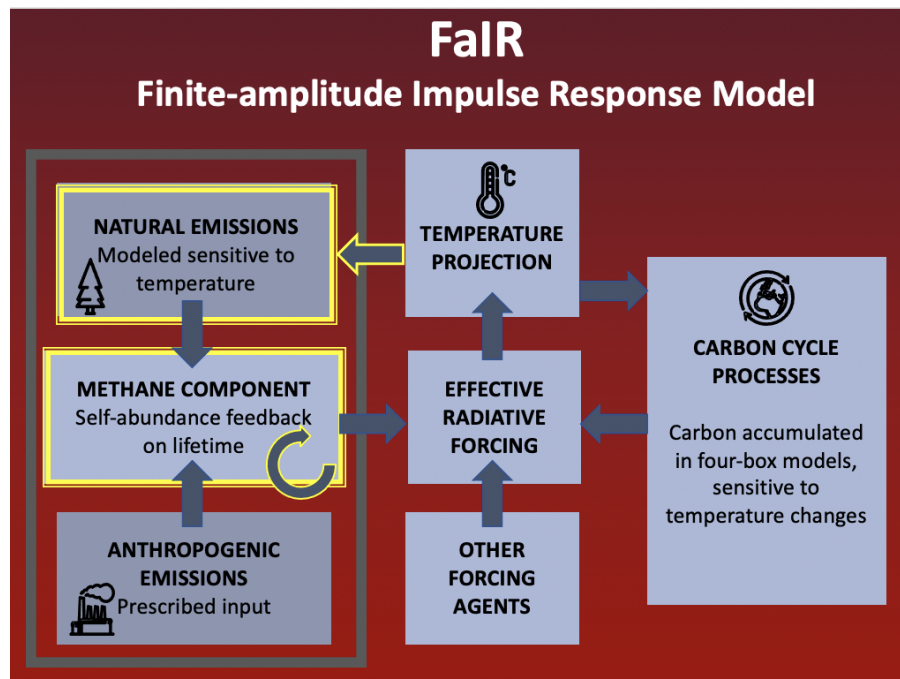 FaIR
Finite-amplitude Impulse Response Model
NATURAL EMISSIONS
Modeled sensitive to
temperature
METHANE COMPONENT
Self-abundance feedback
on lifetime
ANTHROPOGENIC
EMISSIONS
Prescribed input
°C
TEMPERATURE
PROJECTION
EFFECTIVE
RADIATIVE
FORCING
OTHER
FORCING
AGENTS
CARBON CYCLE
PROCESSES
Carbon accumulated
in four-box models,
sensitive to
temperature changes